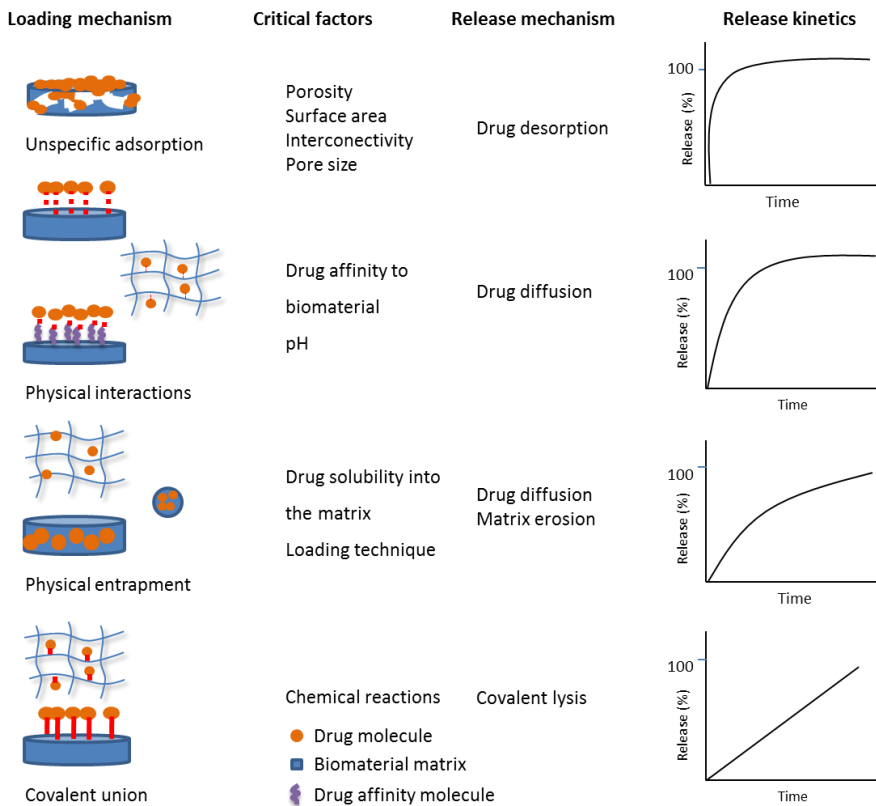 Loading mechanism
Critical factors
Release mechanism
Release kinetics
Unspecific adsorption
Porosity
Surface area
Interconectivity
Pore size
Drug desorption
100
Release (%)
Time
Physical interactions
Drug affinity to
biomaterial
pH
Drug diffusion
100
Release (%)
Time
Physical entrapment
Drug solubility into
the matrix
Loading technique
Drug diffusion
Matrix erosion
100
Release (%)
Time
Covalent union
Chemical reactions
Covalent lysis
100
Release (%)
Time
Drug molecule
Biomaterial matrix
Drug affinity molecule